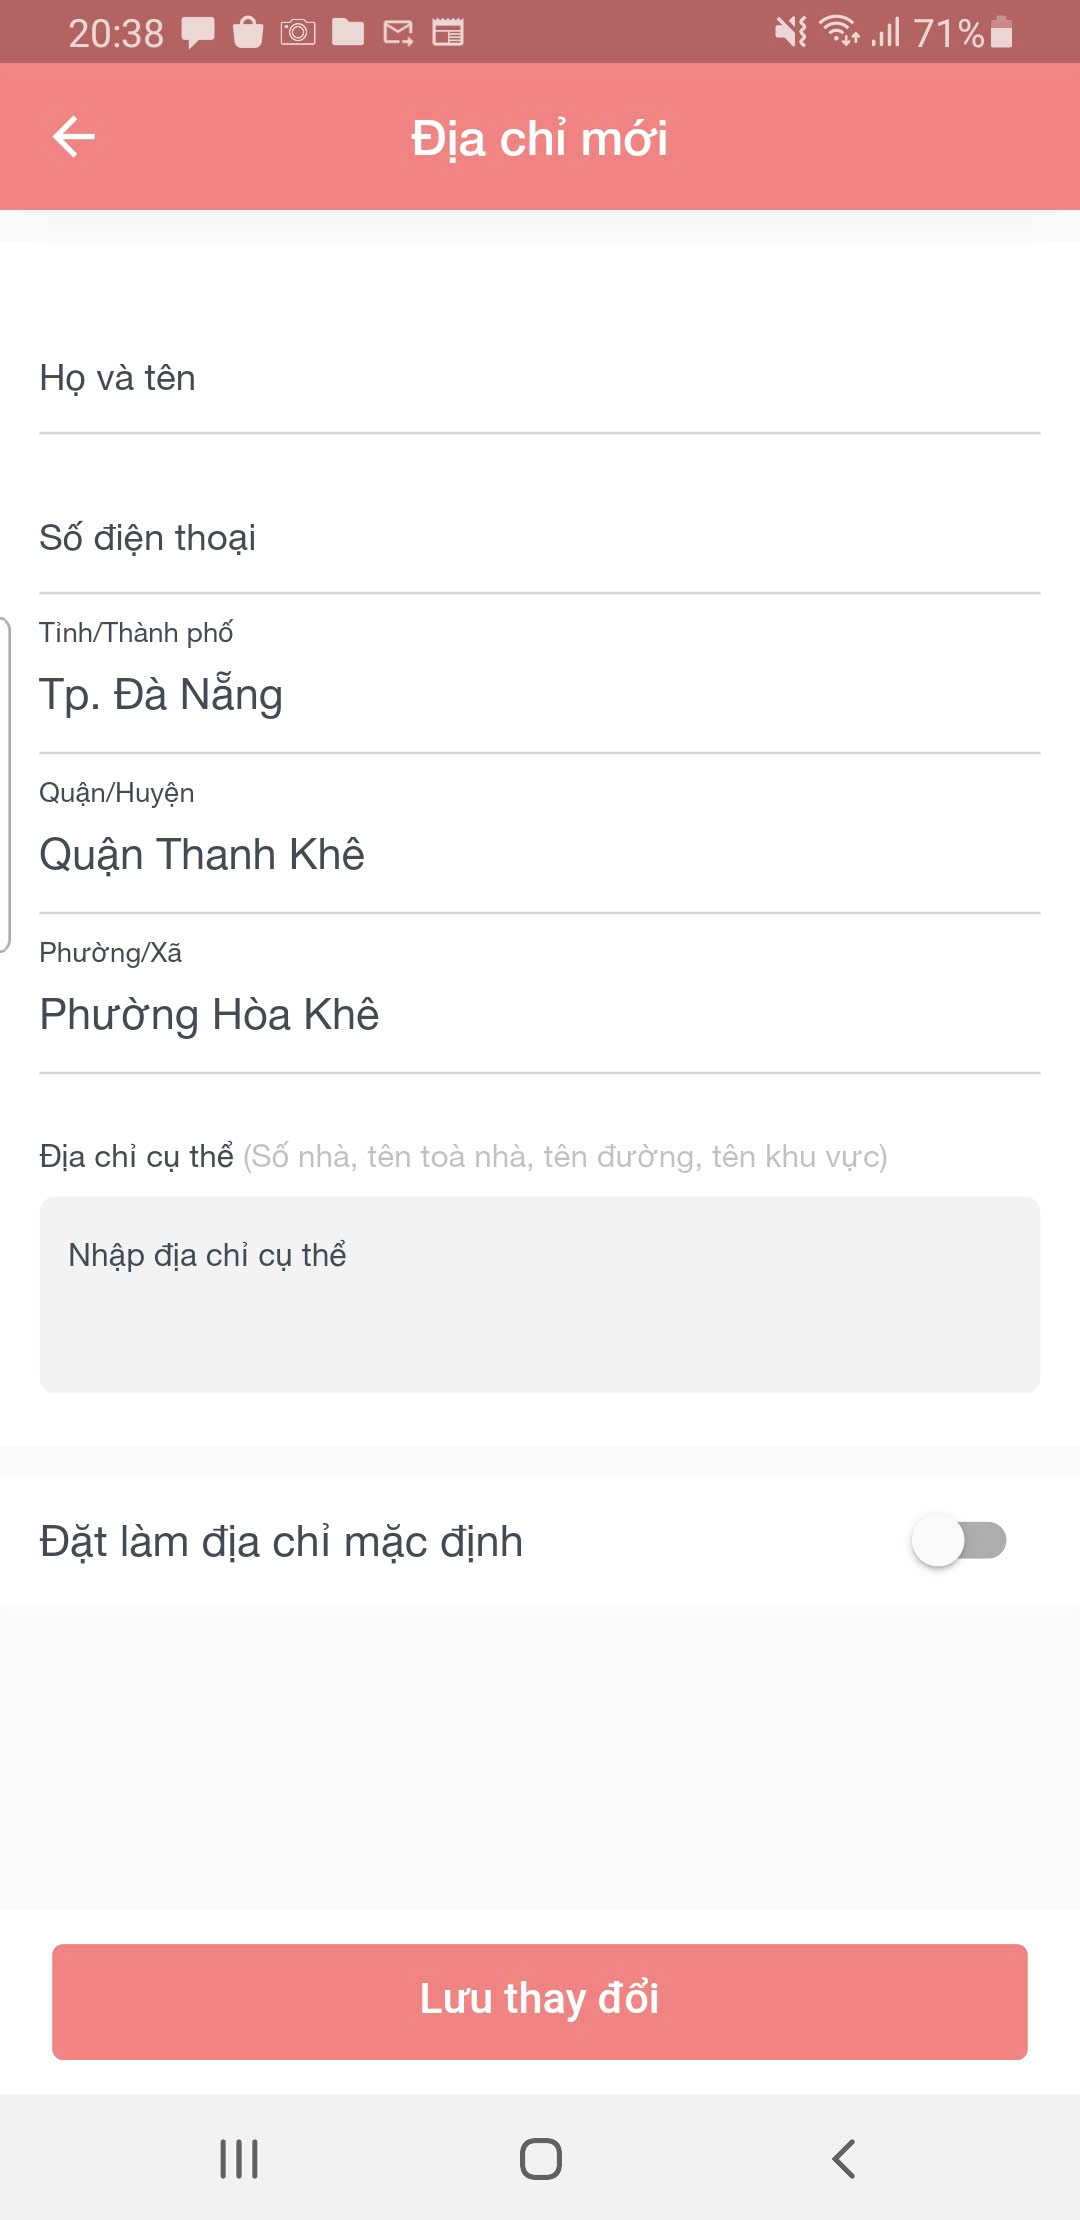 20:38 71%
Địa chỉ mới
Họ và tên
Số điện thoại
Tỉnh/Thành phố
Tp. Đà Nẵng
Quận/Huyện
Quận Thanh Khê
Phường/Xã
Phường Hòa Khê
Địa chỉ cụ thể (Số nhà, tên toà nhà, tên đường, tên khu vực)
Nhập địa chỉ cụ thể
Đặt làm địa chỉ mặc định
Lưu thay đổi